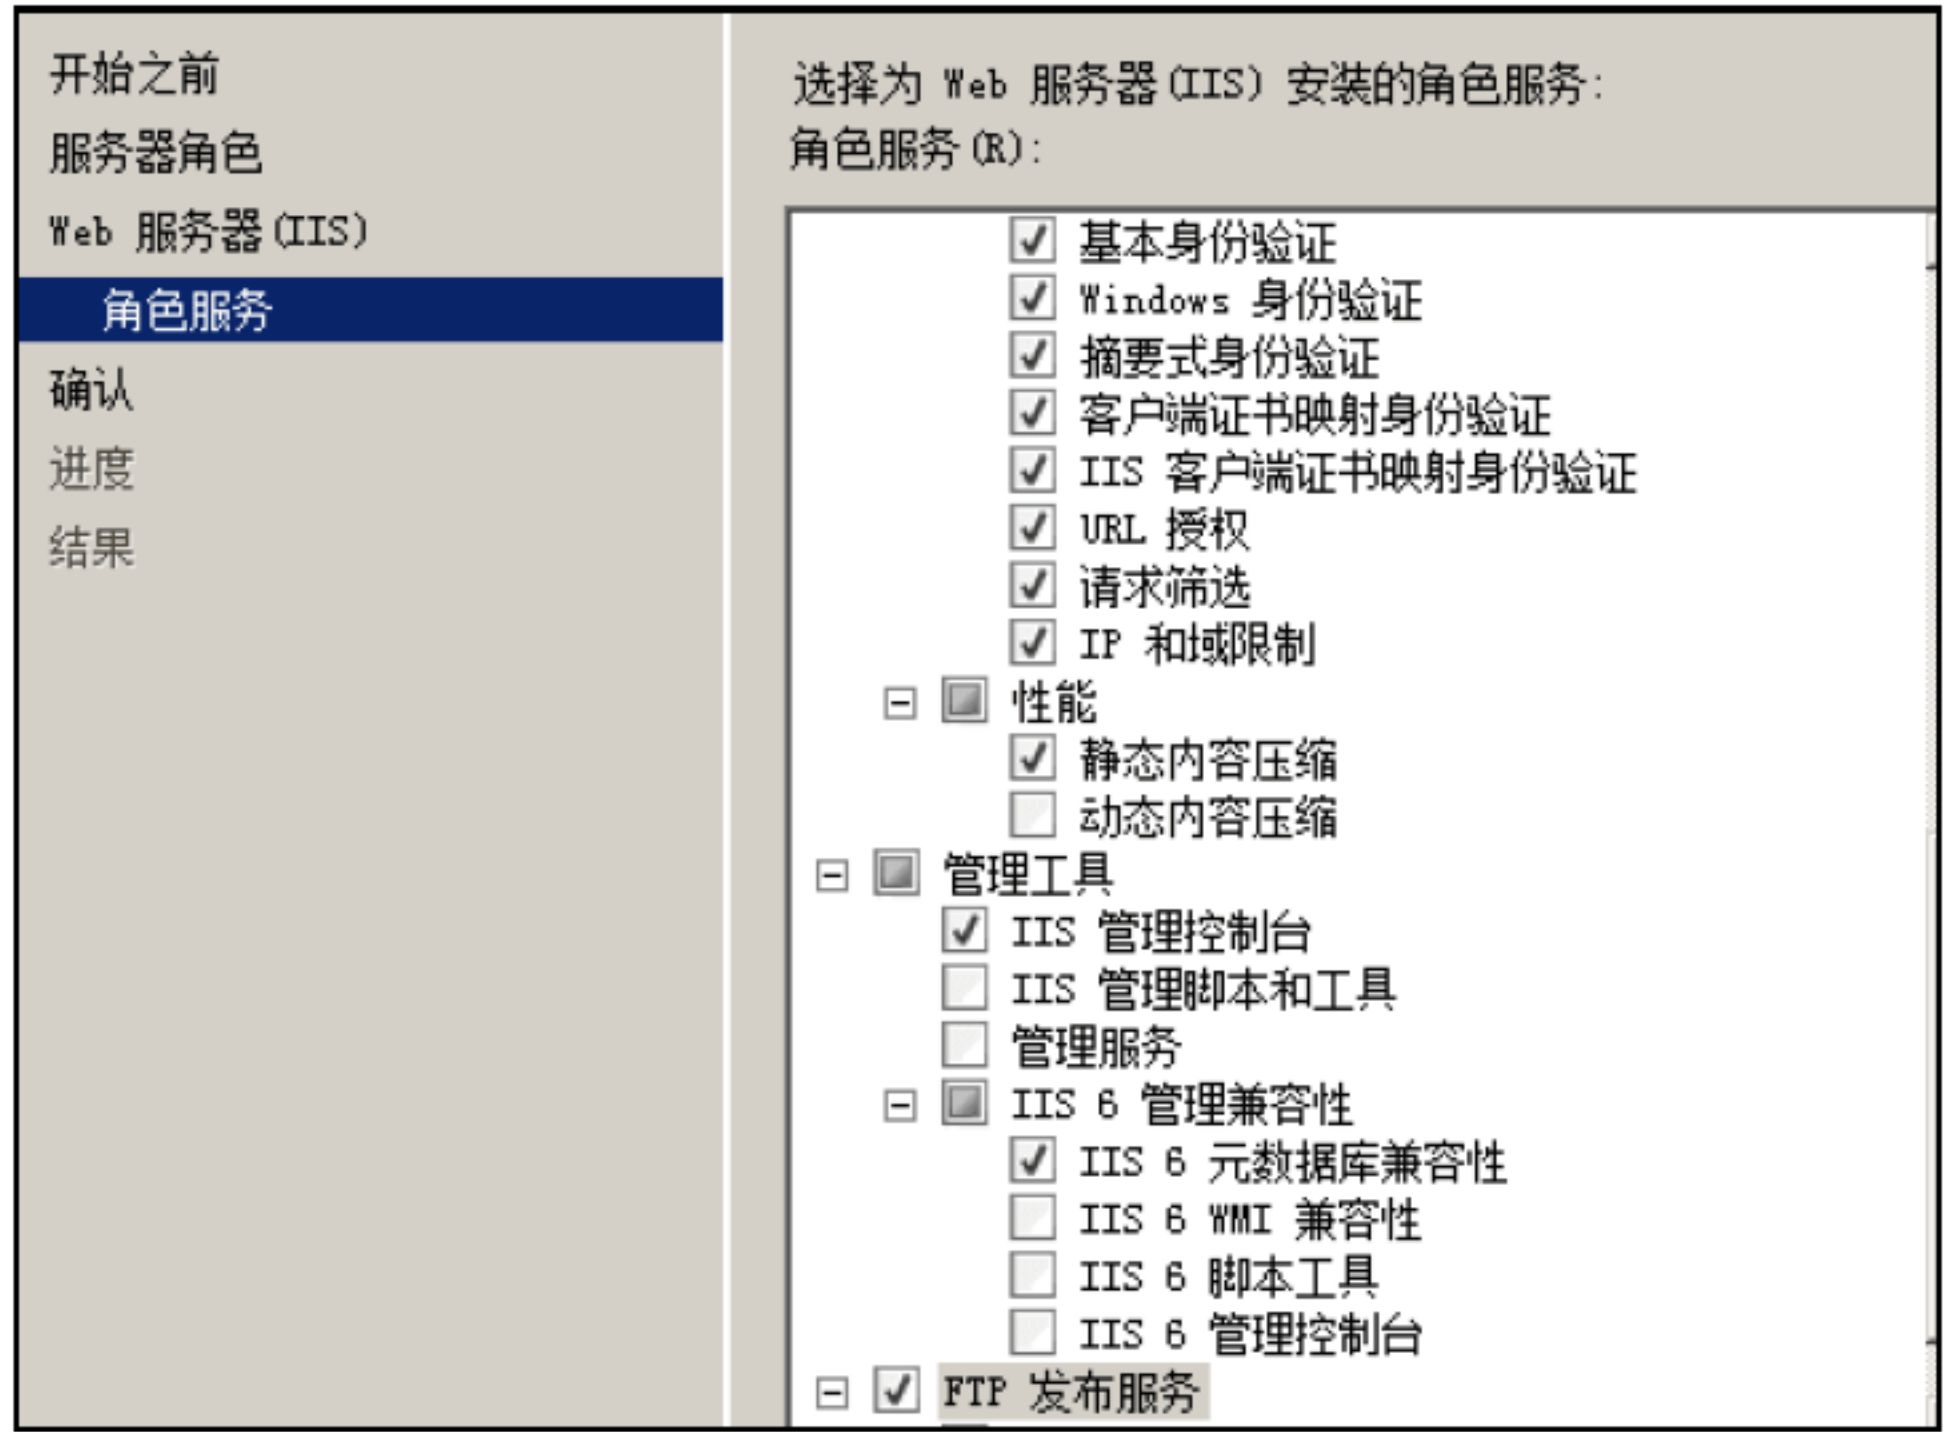 开始之前
服务器角色
Web 服务器(IIS)
角色服务
确认
进度
结果
选择为 Web 服务器(IIS) 安装的角色服务:
角色服务(R):
基本身份验证
Windows 身份验证
摘要式身份验证
客户端证书映射身份验证
IIS 客户端证书映射身份验证
URL 授权
请求筛选
IP 和域限制
性能
静态内容压缩
动态内容压缩
管理工具
IIS 管理控制台
IIS 管理脚本和工具
管理服务
IIS 6 管理兼容性
IIS 6 元数据库兼容性
IIS 6 WMI 兼容性
IIS 6 脚本工具
IIS 6 管理控制台
FTP 发布服务